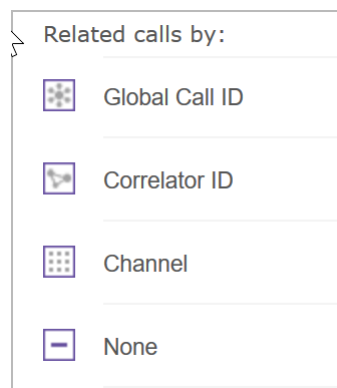 Related calls by:
Global Call ID
Correlator ID
Channel
None